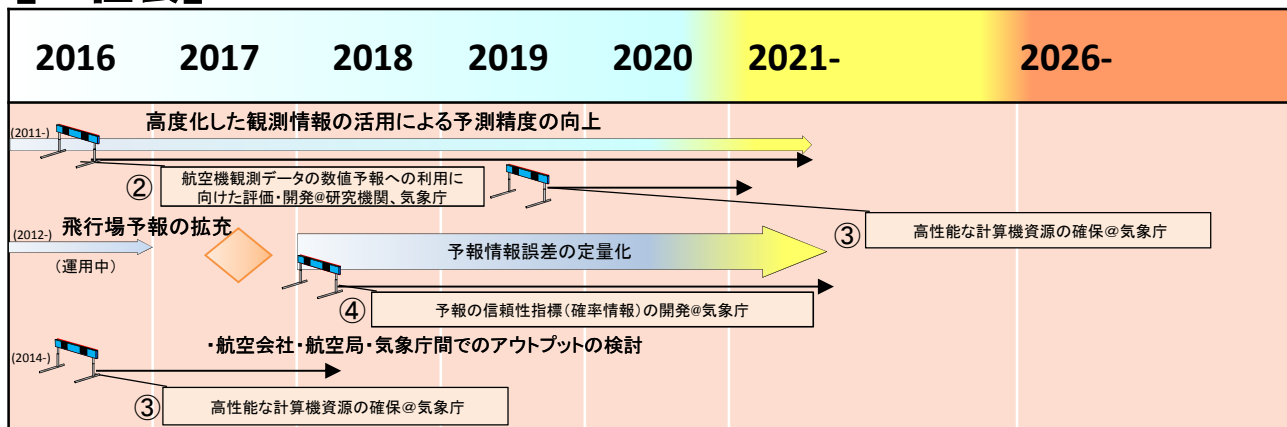 2016 2017 2018 2019 2020 2021- 2026-
高度化した観測情報の活用による予測精度の向上
(2011-)
② 航空機観測データの数値予報への利用に
向けた評価・開発@研究機関、気象庁
③ 高性能な計算機資源の確保@気象庁
飛行場予報の拡充
(2012-)
(運用中)
予報情報誤差の定量化
④ 予報の信頼性指標(確率情報)の開発@気象庁
・航空会社・航空局・気象庁間でのアウトプットの検討
(2014-)
③ 高性能な計算機資源の確保@気象庁